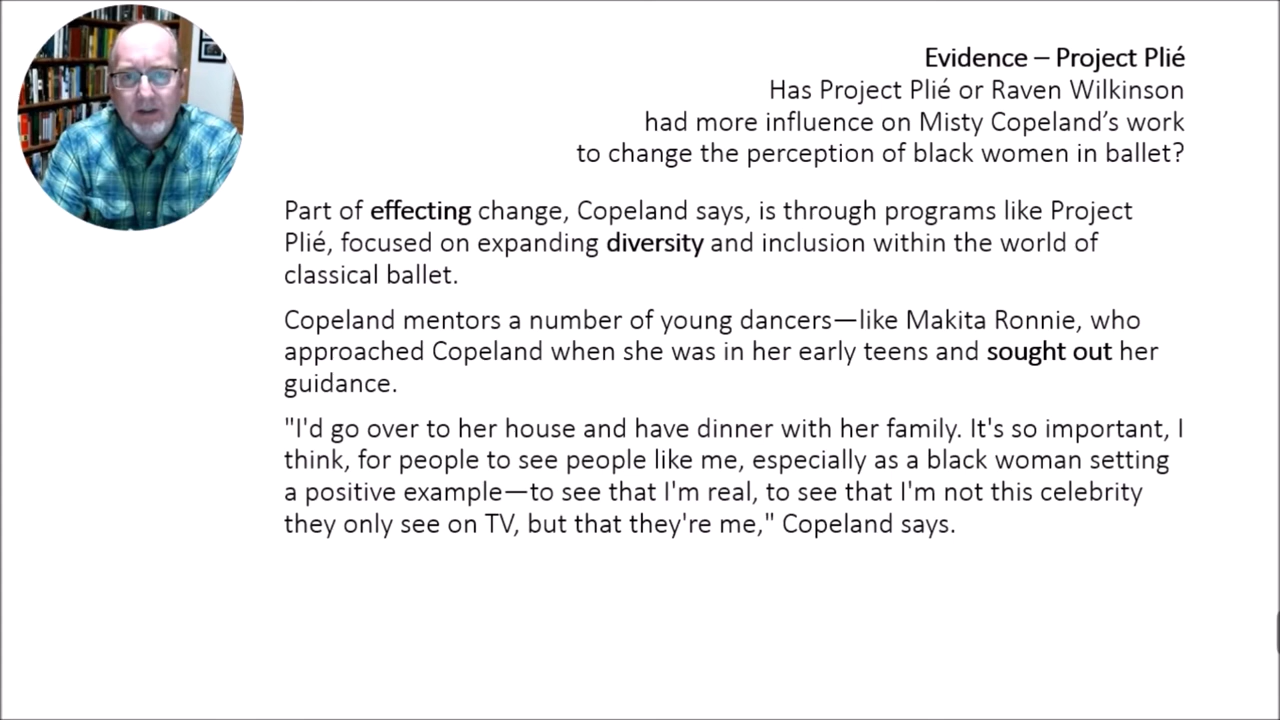 Evidence – Project Plié
Has Project Plié or Raven Wilkinson
had more influence on Misty Copeland’s work
to change the perception of black women in ballet?
Part of effecting change, Copeland says, is through programs like Project
Plié, focused on expanding diversity and inclusion within the world of
classical ballet.
Copeland mentors a number of young dancers—like Makita Ronnie, who
approached Copeland when she was in her early teens and sought out her
guidance.
"I'd go over to her house and have dinner with her family. It's so important, I
think, for people to see people like me, especially as a black woman setting
a positive example—to see that I'm real, to see that I'm not this celebrity
they only see on TV, but that they're me," Copeland says.